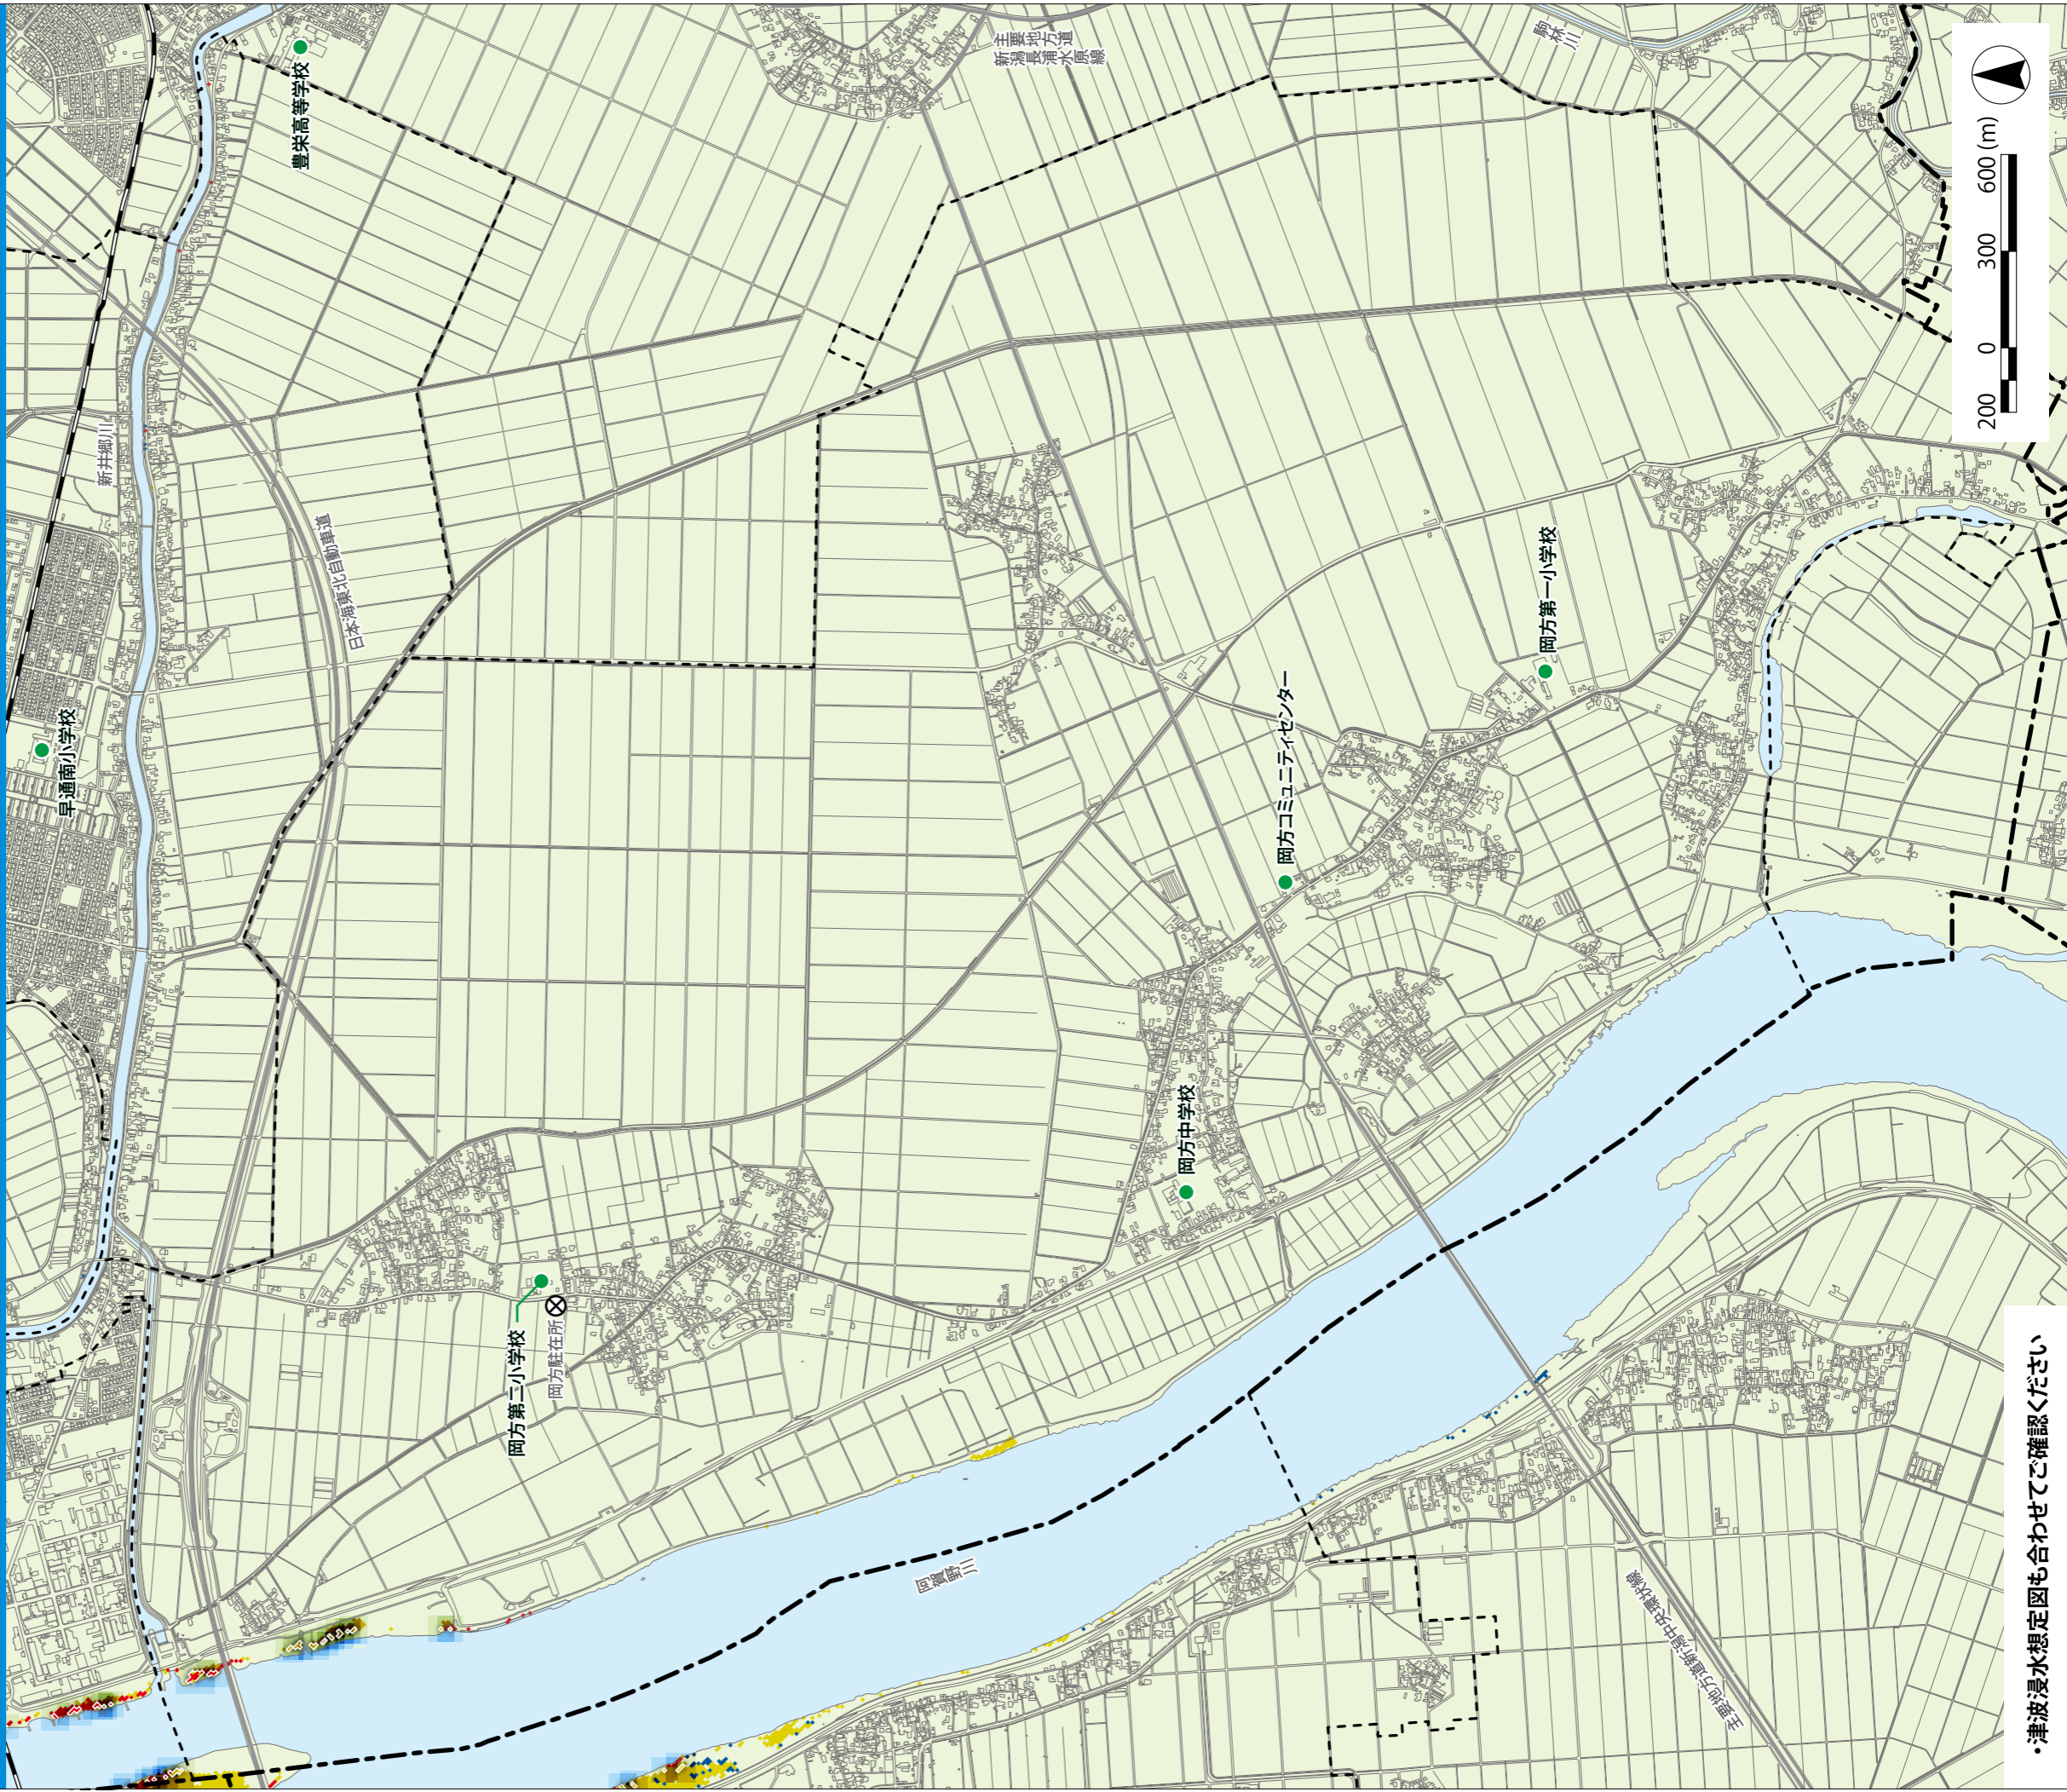 豊栄高等学校
主要地方道
新潟長浦水原線
駒林川
600 (m)
300
0
200
新井郷川
日本海東北自動車道
早通南小学校
岡方第一小学校
岡方コミュニティセンター
岡方中学校
岡方第二小学校
岡方駐在所
阿賀野川
主要地方道新潟中央環状線
・津波浸水想定図も合わせてご確認ください